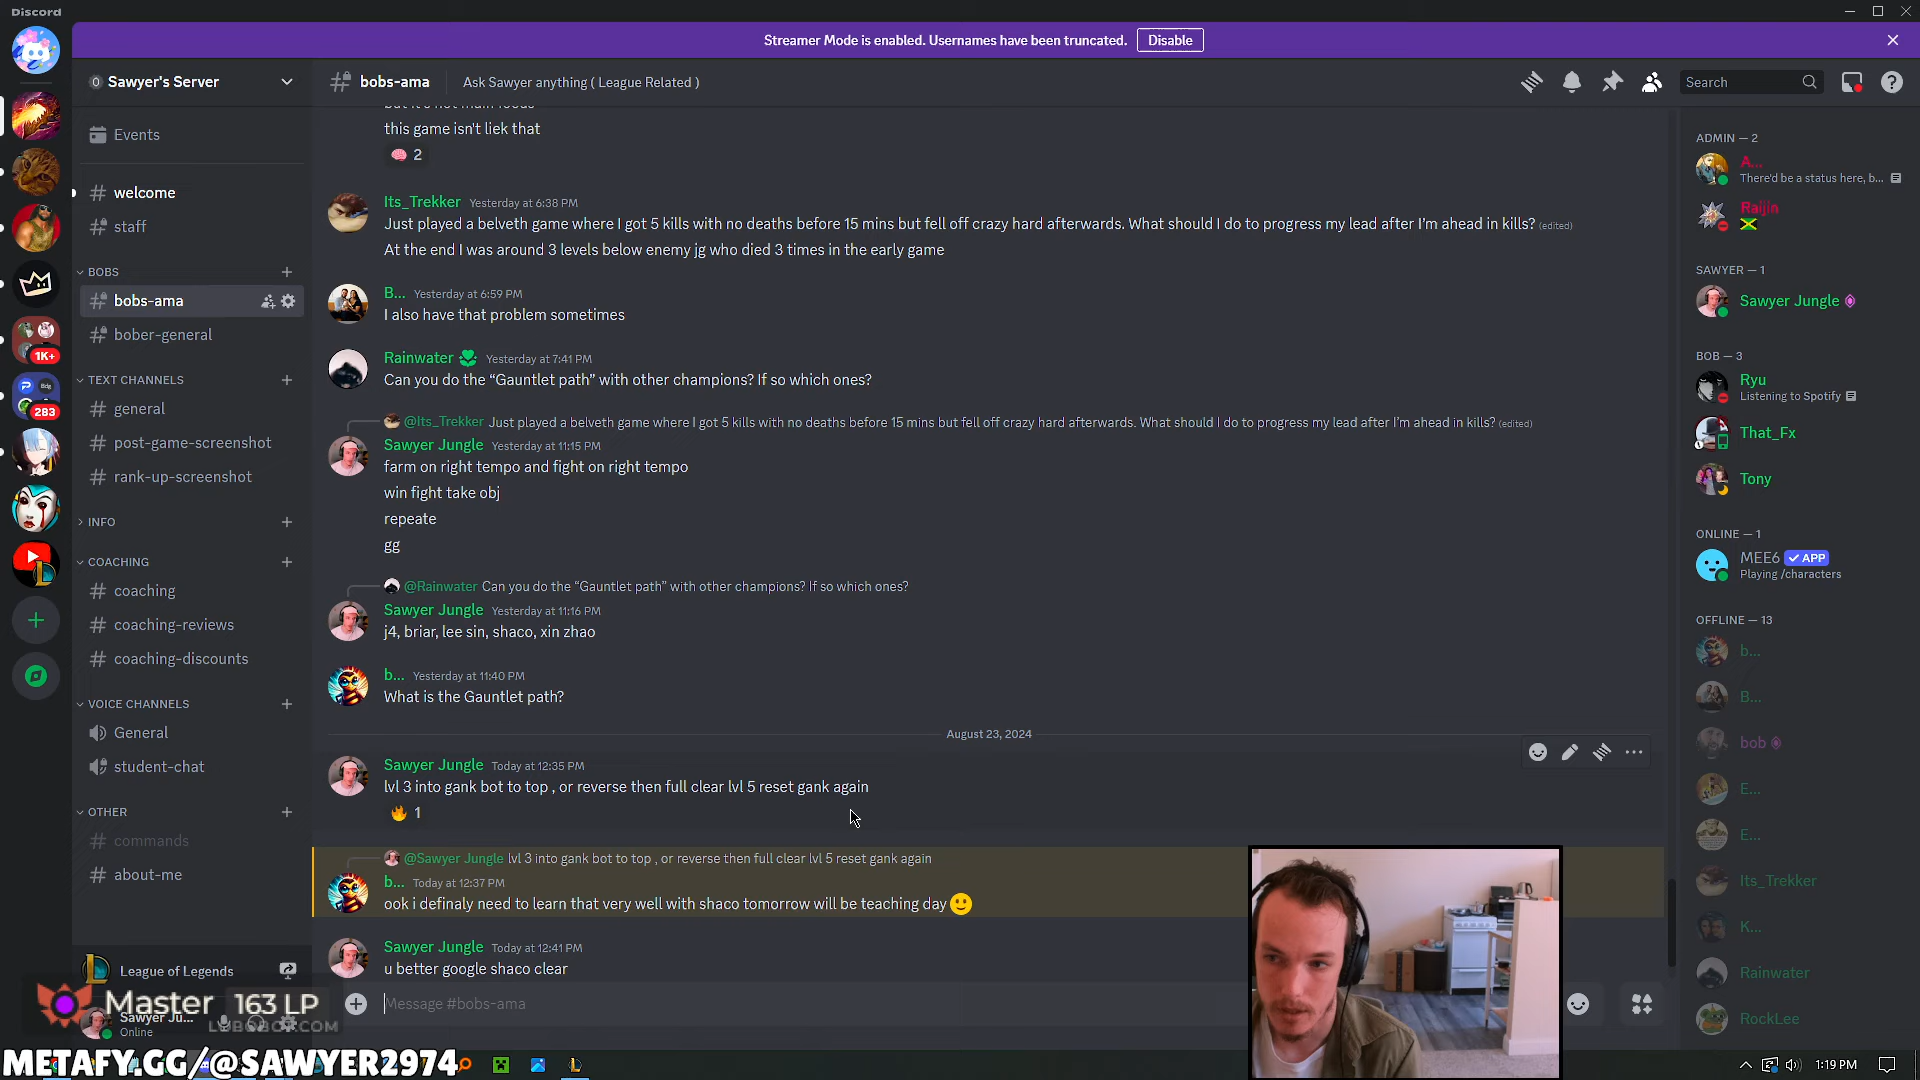 Discord
Streamer Mode is enabled. Usernames have been truncated.
Disable
Sawyer's Server
bobs-ama
Ask Sawyer anything ( League Related )
Search
Events
welcome
staff
BOBS
bobs-ama
bober-general
TEXT CHANNELS
general
post-game-screenshot
rank-up-screenshot
INFO
COACHING
coaching
coaching-reviews
coaching-discounts
VOICE CHANNELS
General
student-chat
OTHER
commands
about-me
1K+
283
League of Legends
Master 163 LP
Sawyer Ju...
Online
METAFY.GG/@SAWYER2974
but it's not main focus
this game isn't liek that
2
Its_Trekker Yesterday at 6:38 PM
Just played a belveth game where I got 5 kills with no deaths before 15 mins but fell off crazy hard afterwards. What should I do to progress my lead after I'm ahead in kills? (edited)
At the end I was around 3 levels below enemy jg who died 3 times in the early game
B... Yesterday at 6:59 PM
I also have that problem sometimes
Rainwater Yesterday at 7:41 PM
Can you do the “Gauntlet path” with other champions? If so which ones?
@Its_Trekker Just played a belveth game where I got 5 kills with no deaths before 15 mins but fell off crazy hard afterwards. What should I do to progress my lead after I'm ahead in kills? (edited)
Sawyer Jungle Yesterday at 11:15 PM
farm on right tempo and fight on right tempo
win fight take obj
repeate
gg
@Rainwater Can you do the “Gauntlet path” with other champions? If so which ones?
Sawyer Jungle Yesterday at 11:16 PM
j4, briar, lee sin, shaco, xin zhao
b... Yesterday at 11:40 PM
What is the Gauntlet path?
August 23, 2024
Sawyer Jungle Today at 12:35 PM
lvl 3 into gank bot to top , or reverse then full clear lvl 5 reset gank again
1
@Sawyer Jungle lvl 3 into gank bot to top , or reverse then full clear lvl 5 reset gank again
b... Today at 12:37 PM
ook i definaly need to learn that very well with shaco tomorrow will be teaching day
Sawyer Jungle Today at 12:41 PM
u better google shaco clear
Message #bobs-ama
ADMIN — 2
A...
There'd be a status here, b...
Raijin
SAWYER — 1
Sawyer Jungle
BOB — 3
Ryu
Listening to Spotify
That_Fx
Tony
ONLINE — 1
MEE6 APP
Playing /characters
OFFLINE — 13
b...
B...
bob
E...
E...
Its_Trekker
K...
Rainwater
RockLee
1:19 PM